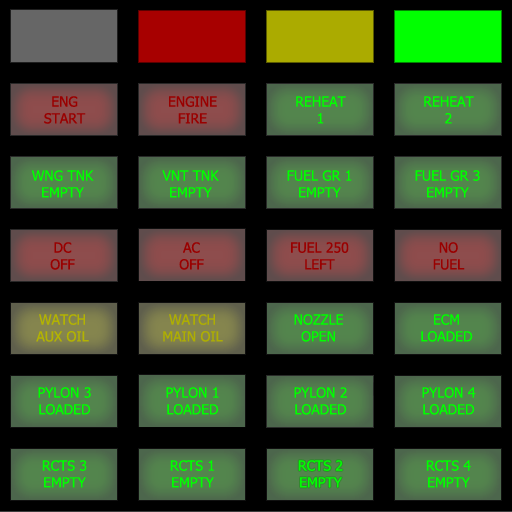 ENG
START
ENGINE
FIRE
REHEAT
1
REHEAT
2
WNG TNK
EMPTY
VNT TNK
EMPTY
FUEL GR 1
EMPTY
FUEL GR 3
EMPTY
DC
OFF
AC
OFF
FUEL 250
LEFT
NO
FUEL
WATCH
AUX OIL
WATCH
MAIN OIL
NOZZLE
OPEN
ECM
LOADED
PYLON 3
LOADED
PYLON 1
LOADED
PYLON 2
LOADED
PYLON 4
LOADED
RCTS 3
EMPTY
RCTS 1
EMPTY
RCTS 2
EMPTY
RCTS 4
EMPTY